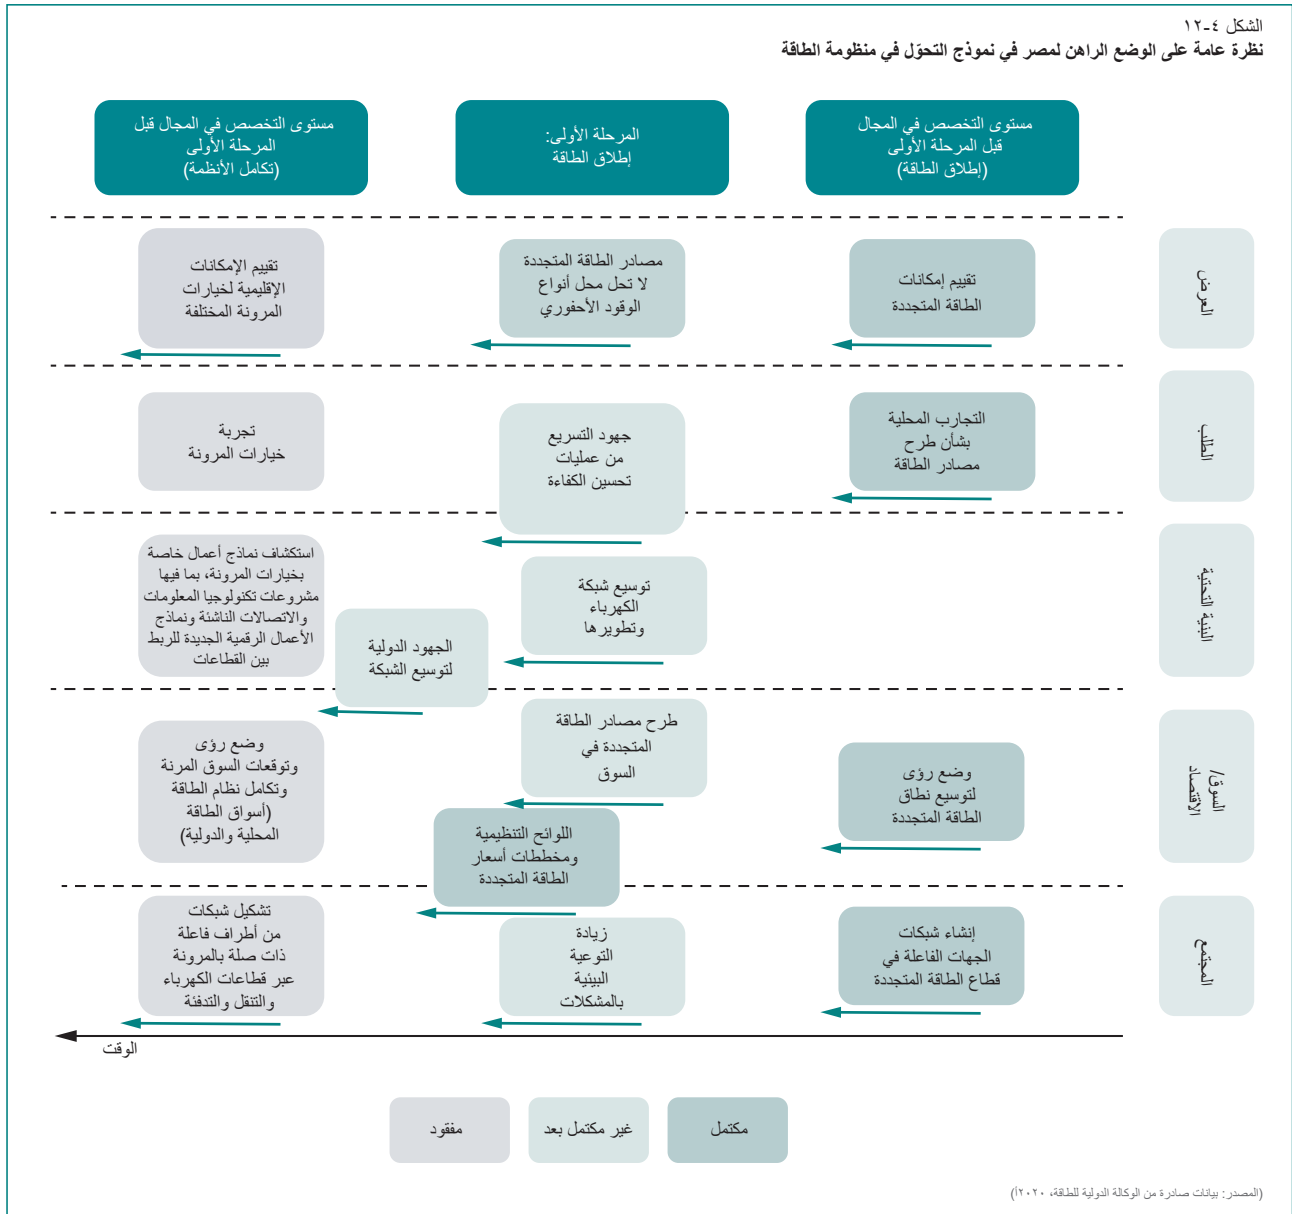 الشكل ٤-١٢
نظرة عامة على الوضع الراهن لمصر في نموذج التحوّل في منظومة الطاقة
مستوى التخصص في المجال
قبل المرحلة الأولى
(إطلاق الطاقة)
المرحلة الأولى:
إطلاق الطاقة
مستوى التخصص في المجال قبل
المرحلة الأولى
(تكامل الأنظمة)
العرض
تقييم إمكانات
الطاقة المتجددة
مصادر الطاقة المتجددة
لا تحل محل أنواع
الوقود الأحفوري
تقييم الإمكانات
الإقليمية لخيارات
المرونة المختلفة
الطلب
التجارب المحلية
بشأن طرح
مصادر الطاقة
جهود التسريع
من عمليات
تحسين الكفاءة
تجربة
خيارات المرونة
البنية التحتية
توسيع شبكة
الكهرباء
وتطويرها
الجهود الدولية
لتوسيع الشبكة
استكشاف نماذج أعمال خاصة
بخيارات المرونة، بما فيها
مشروعات تكنولوجيا المعلومات
والاتصالات الناشئة ونماذج
الأعمال الرقمية الجديدة للربط
بين القطاعات
السوق/
الاقتصاد
وضع رؤى
لتوسيع نطاق
الطاقة المتجددة
طرح مصادر الطاقة
المتجددة في
السوق
اللوائح التنظيمية
ومخططات أسعار
الطاقة المتجددة
وضع رؤى
وتوقعات السوق المرنة
وتكامل نظام الطاقة
(أسواق الطاقة
المحلية والدولية)
المجتمع
إنشاء شبكات
الجهات الفاعلة في
قطاع الطاقة المتجددة
زيادة
التوعية
البيئية
بالمشكلات
تشكيل شبكات
من أطراف فاعلة
ذات صلة بالمرونة
عبر قطاعات الكهرباء
والتنقل والتدفئة
الوقت
مكتمل
غير مكتمل بعد
مفقود
(المصدر: بيانات صادرة من الوكالة الدولية للطاقة، ٢٠٢٠أ)